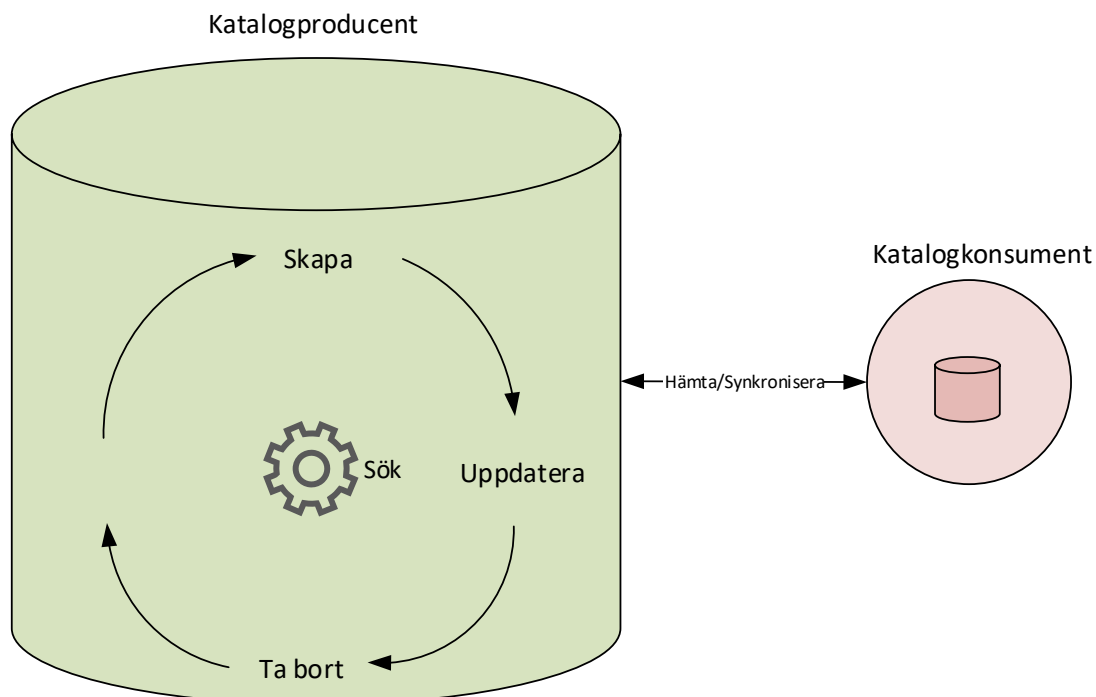 Katalogproducent
Skapa
Katalogkonsument
Hämta/Synkronisera
Sök
Uppdatera
Ta bort